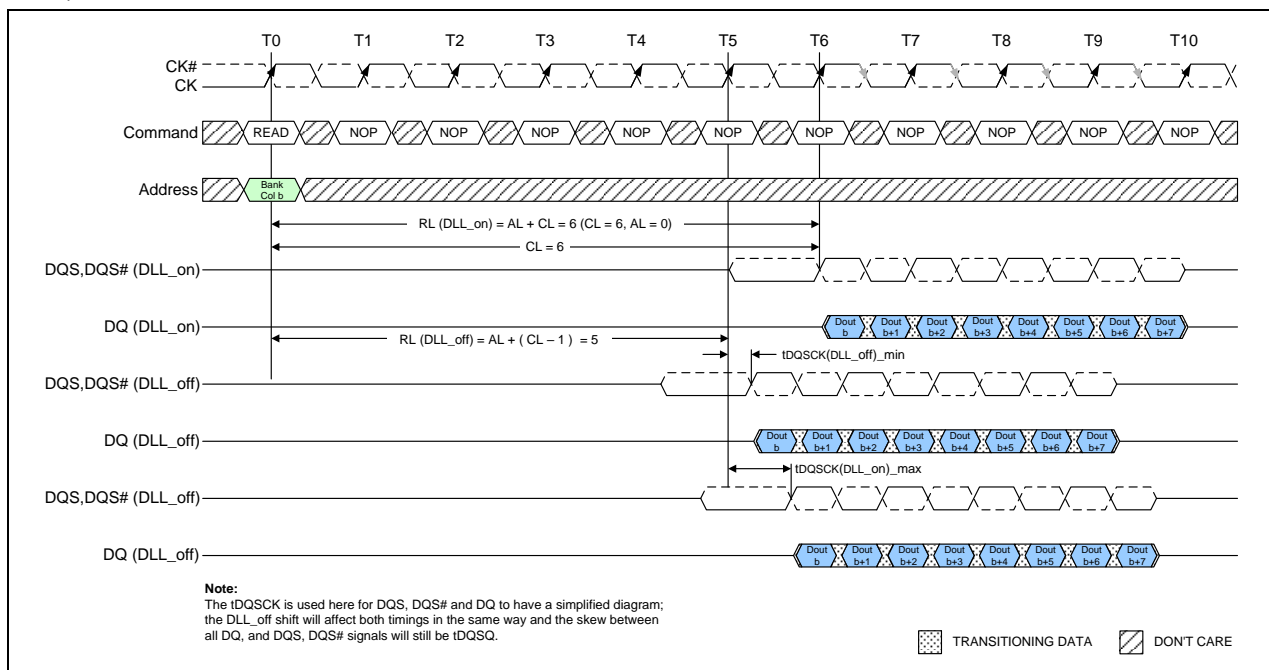 T0 T1 T2 T3 T4 T5 T6 T7 T8 T9 T10
CK#
CK
Command READ NOP NOP NOP NOP NOP NOP NOP NOP NOP NOP
Address Bank Col b
RL (DLL_on) = AL + CL = 6 (CL = 6, AL = 0)
CL = 6
DQS,DQS# (DLL_on)
DQ (DLL_on) Dout b Dout b+1 Dout b+2 Dout b+3 Dout b+4 Dout b+5 Dout b+6 Dout b+7
RL (DLL_off) = AL + ( CL – 1 ) = 5
tDQSCK(DLL_off)_min
DQS,DQS# (DLL_off)
DQ (DLL_off) Dout b Dout b+1 Dout b+2 Dout b+3 Dout b+4 Dout b+5 Dout b+6 Dout b+7
tDQSCK(DLL_on)_max
DQS,DQS# (DLL_off)
DQ (DLL_off) Dout b Dout b+1 Dout b+2 Dout b+3 Dout b+4 Dout b+5 Dout b+6 Dout b+7
Note:
The tDQSCK is used here for DQS, DQS# and DQ to have a simplified diagram;
the DLL_off shift will affect both timings in the same way and the skew between
all DQ, and DQS, DQS# signals will still be tDQSQ.
TRANSITIONING DATA DON'T CARE